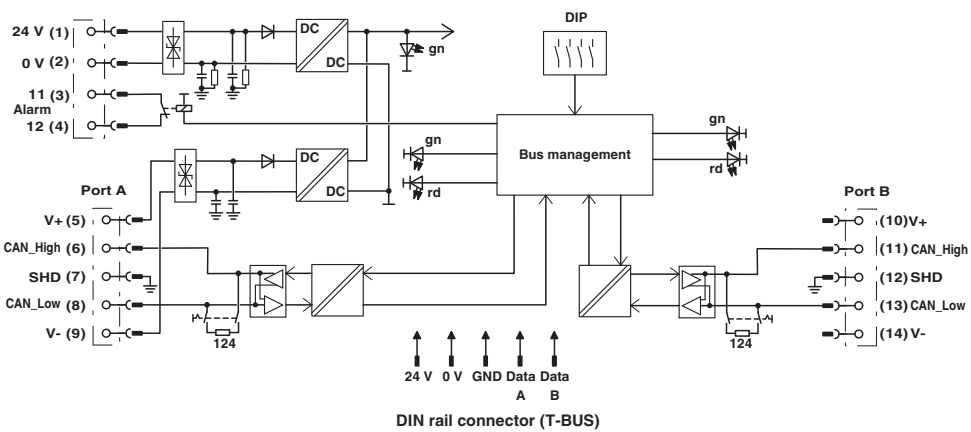 24 V (1)
0 V (2)
11 (3)
Alarm
12 (4)
DC
DC
gn
DIP
Bus management
gn
rd
gn
rd
DC
DC
Port A
V+ (5)
CAN_High (6)
SHD (7)
CAN_Low (8)
V- (9)
124
Port B
(10) V+
(11) CAN_High
(12) SHD
(13) CAN_Low
(14) V-
124
24 V 0 V GND Data Data
A B
DIN rail connector (T-BUS)